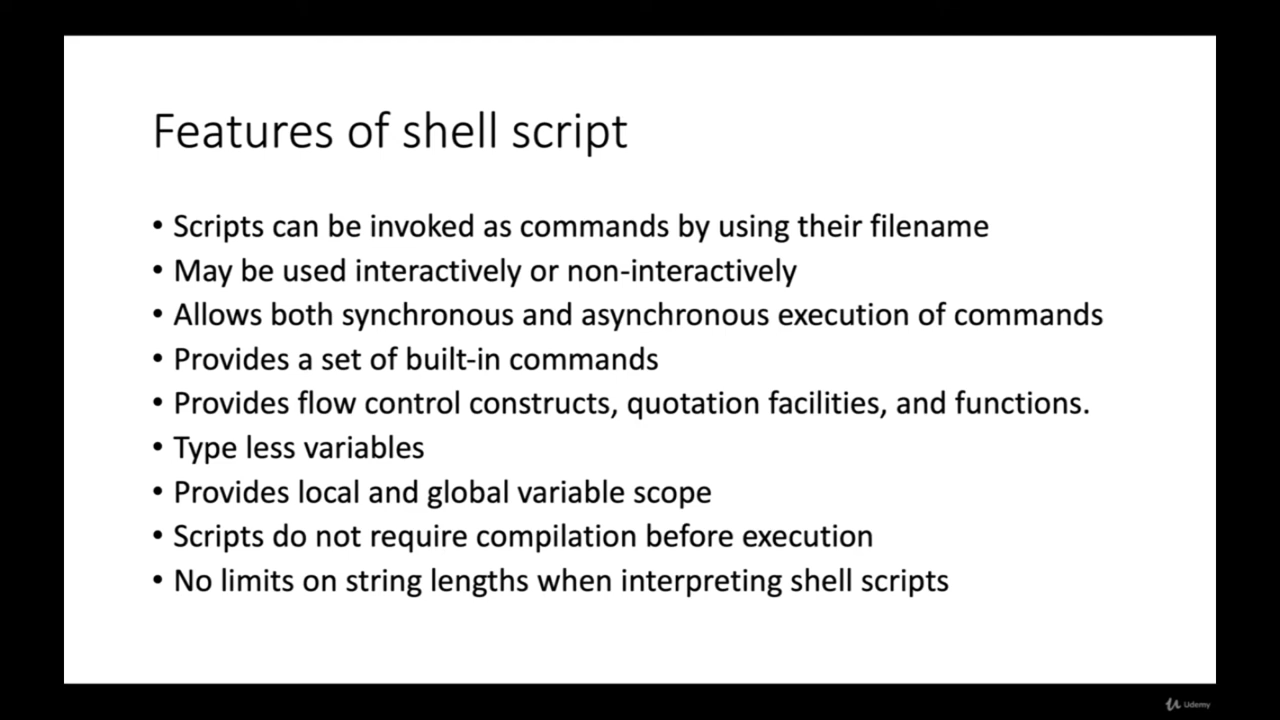 Features of shell script
• Scripts can be invoked as commands by using their filename
• May be used interactively or non-interactively
• Allows both synchronous and asynchronous execution of commands
• Provides a set of built-in commands
• Provides flow control constructs, quotation facilities, and functions.
• Type less variables
• Provides local and global variable scope
• Scripts do not require compilation before execution
• No limits on string lengths when interpreting shell scripts
Udemy